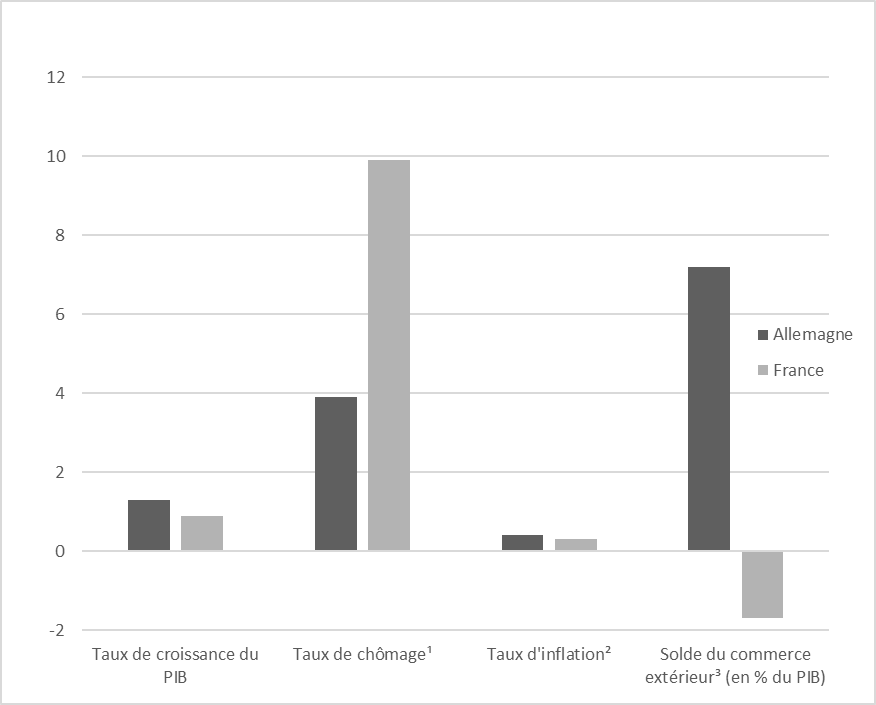 12
10
8
6
4
2
0
-2
Allemagne
France
Taux de croissance du
PIB
Taux de chômage¹
Taux d'inflation²
Solde du commerce
extérieur³ (en % du PIB)